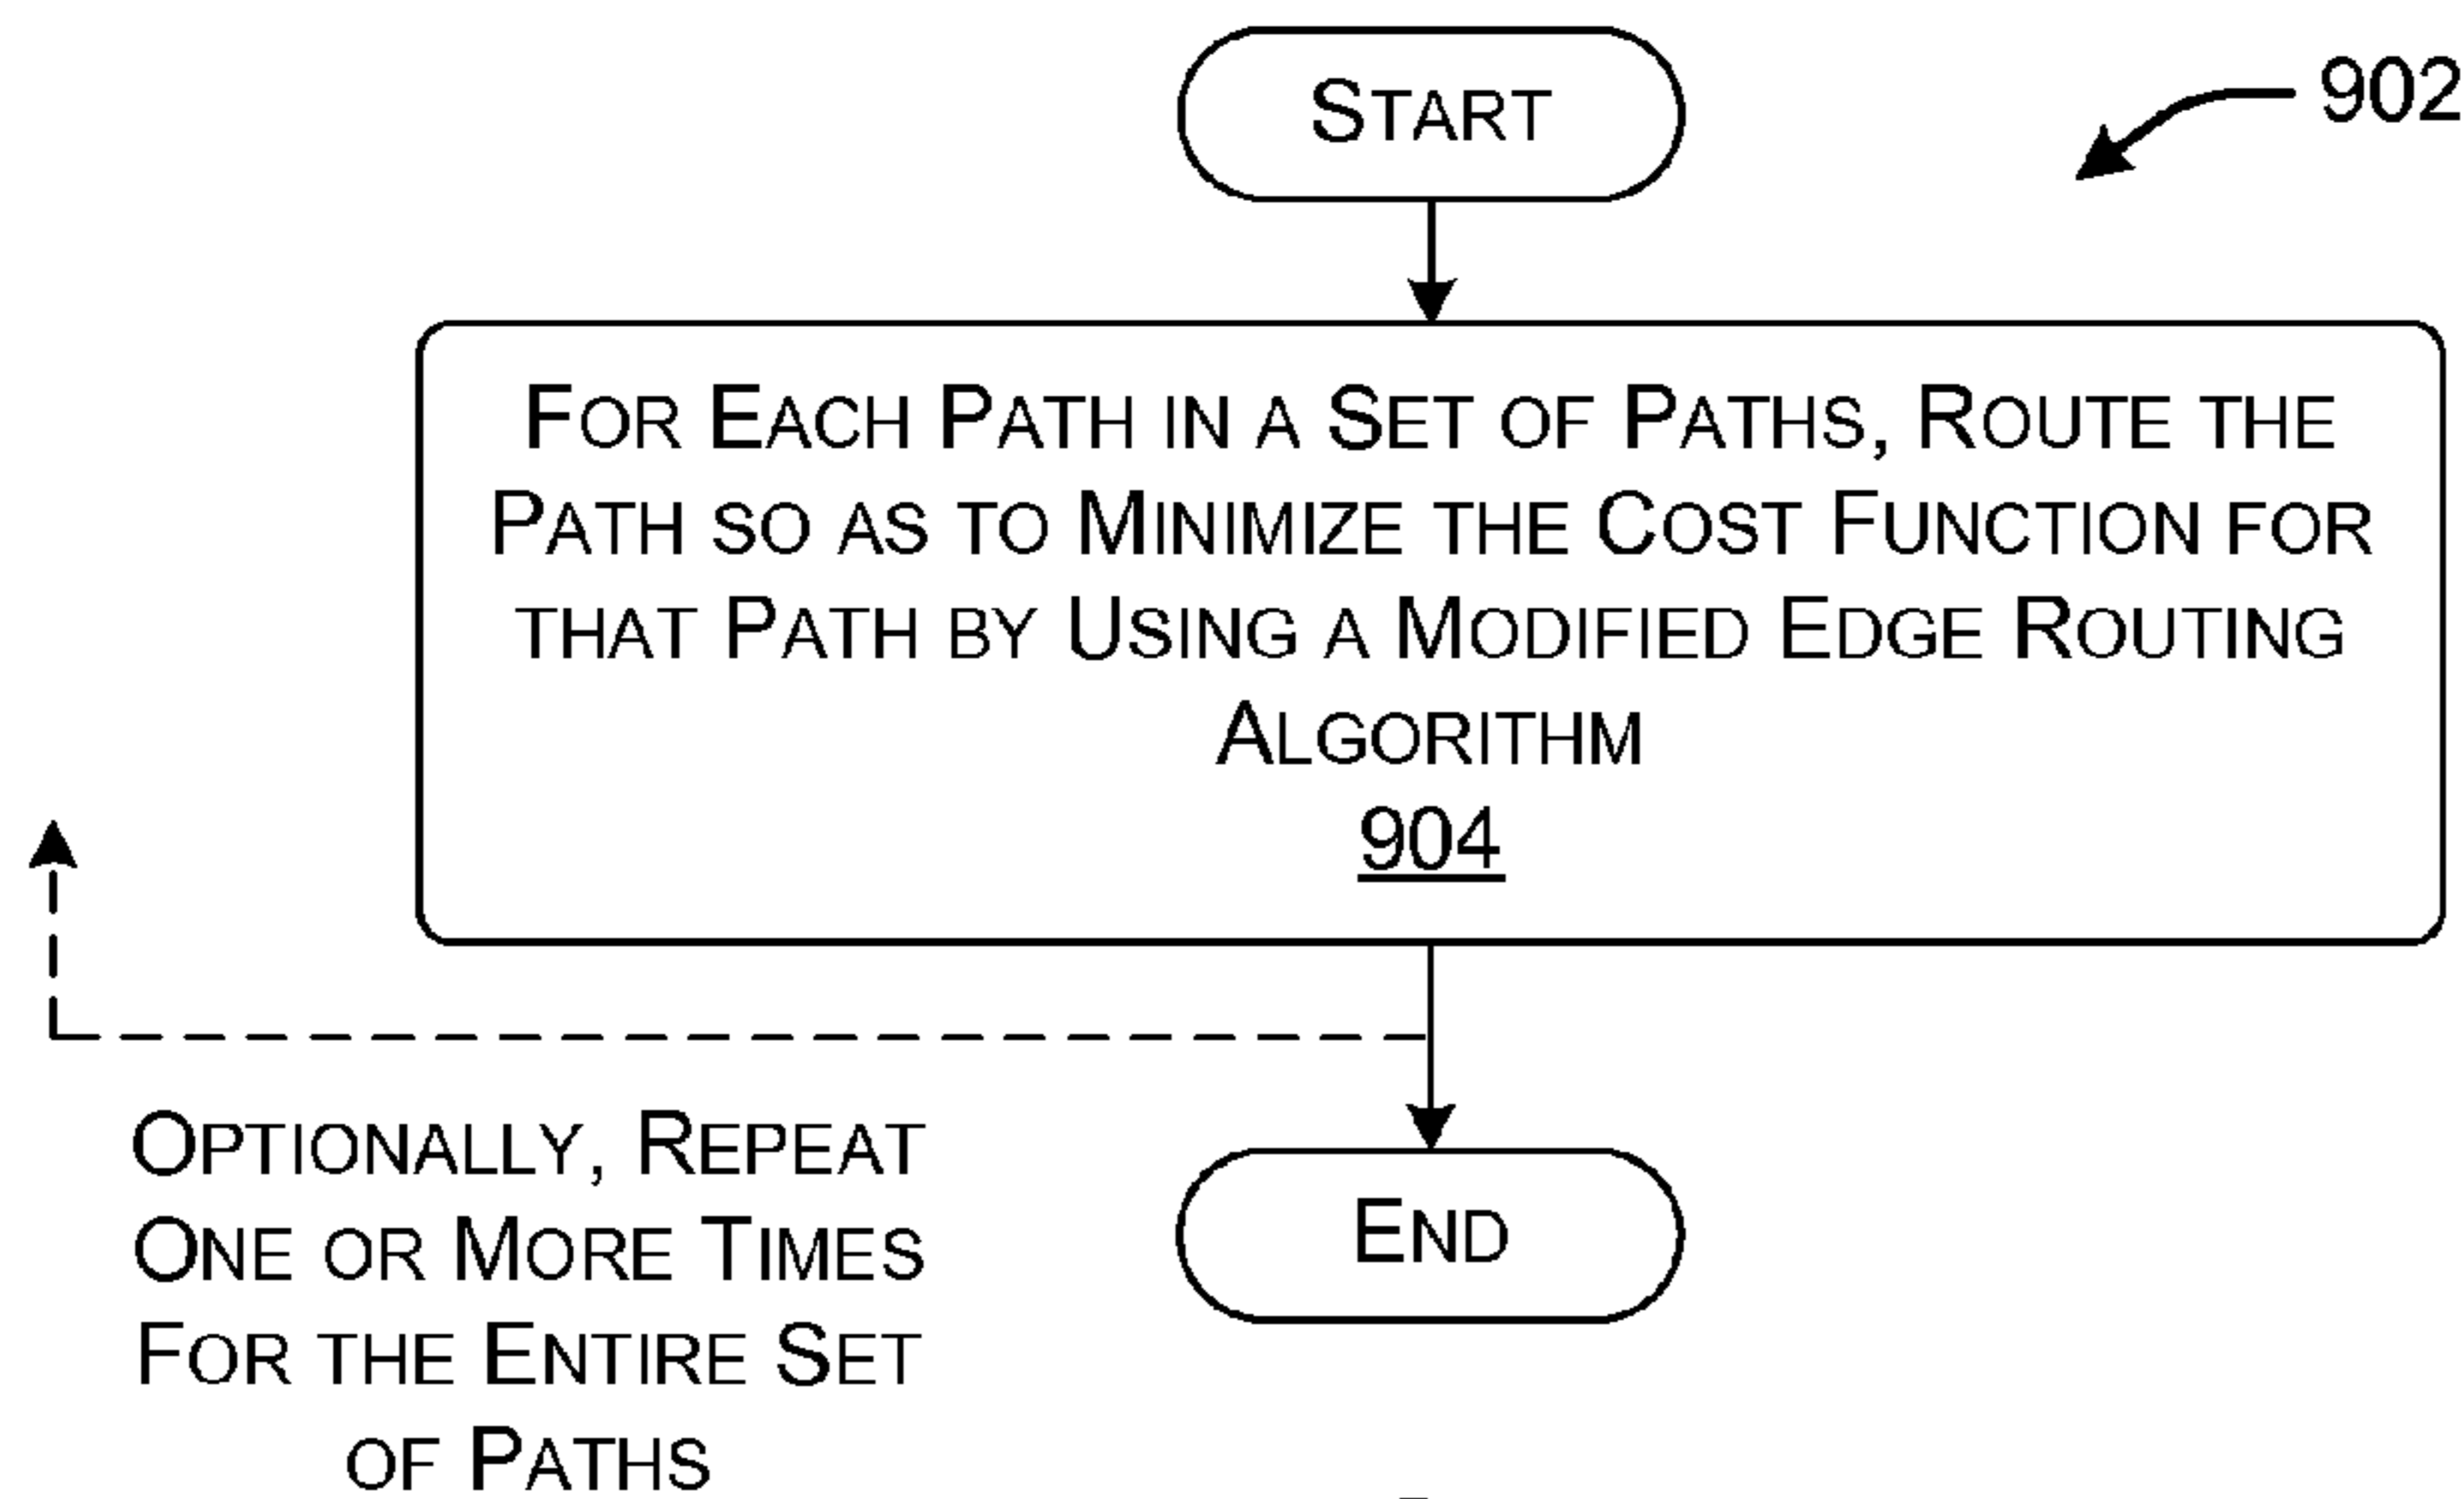 START
902
FOR EACH PATH IN A SET OF PATHS, ROUTE THE
PATH SO AS TO MINIMIZE THE COST FUNCTION FOR
THAT PATH BY USING A MODIFIED EDGE ROUTING
ALGORITHM
904
OPTIONALLY, REPEAT
ONE OR MORE TIMES
FOR THE ENTIRE SET
OF PATHS
END